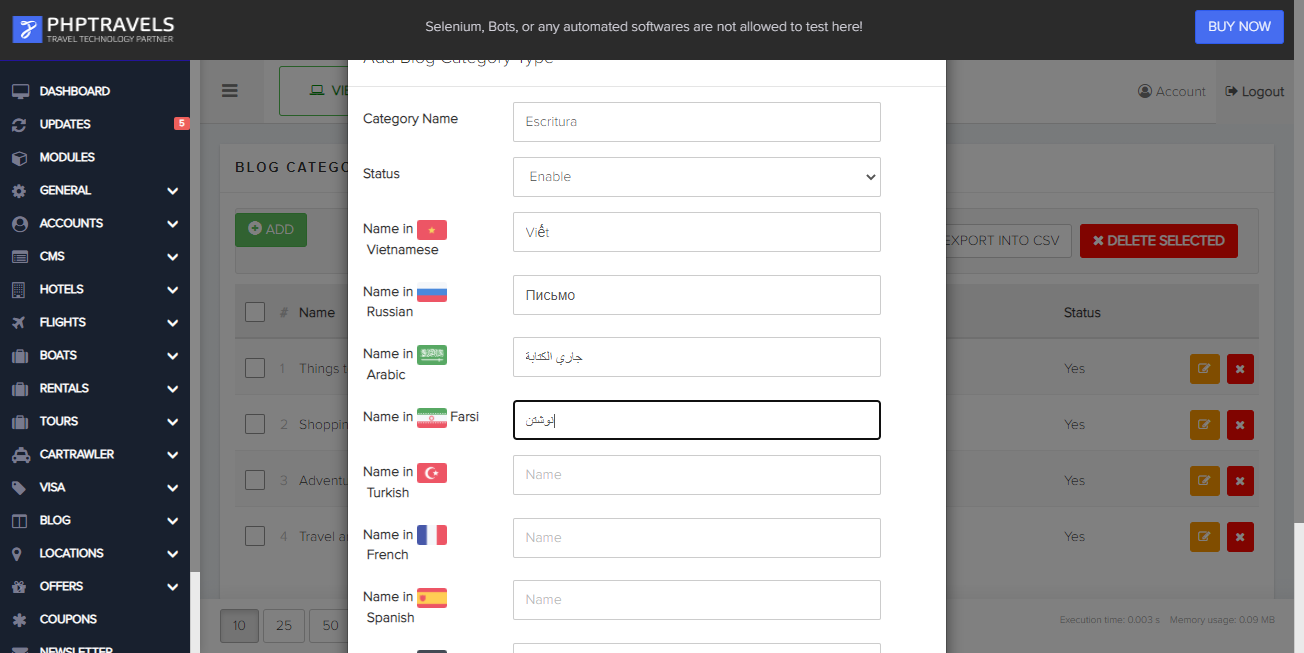 PHPTRAVELS
TRAVEL TECHNOLOGY PARTNER
Selenium, Bots, or any automated softwares are not allowed to test here!
BUY NOW
DASHBOARD
UPDATES 5
MODULES
GENERAL
ACCOUNTS
CMS
HOTELS
FLIGHTS
BOATS
RENTALS
TOURS
CARTRAWLER
VISA
BLOG
LOCATIONS
OFFERS
COUPONS
NEWSLETTER
Account
Logout
BLOG
ADD
EXPORT INTO CSV
DELETE SELECTED
# Name Status
1 Things Yes
2 Yes
3 Yes
4 Travel Yes
10 25 50
Execution time: 0.003 s Memory usage: 0.09 MB
Add Blog Category Type
Category Name Escritura
Status Enable
Name in Vietnamese Viết
Name in Russian Письмо
Name in Arabic جاري الكتابة
Name in Farsi نوشتن
Name in Turkish Name
Name in French Name
Name in Spanish Name